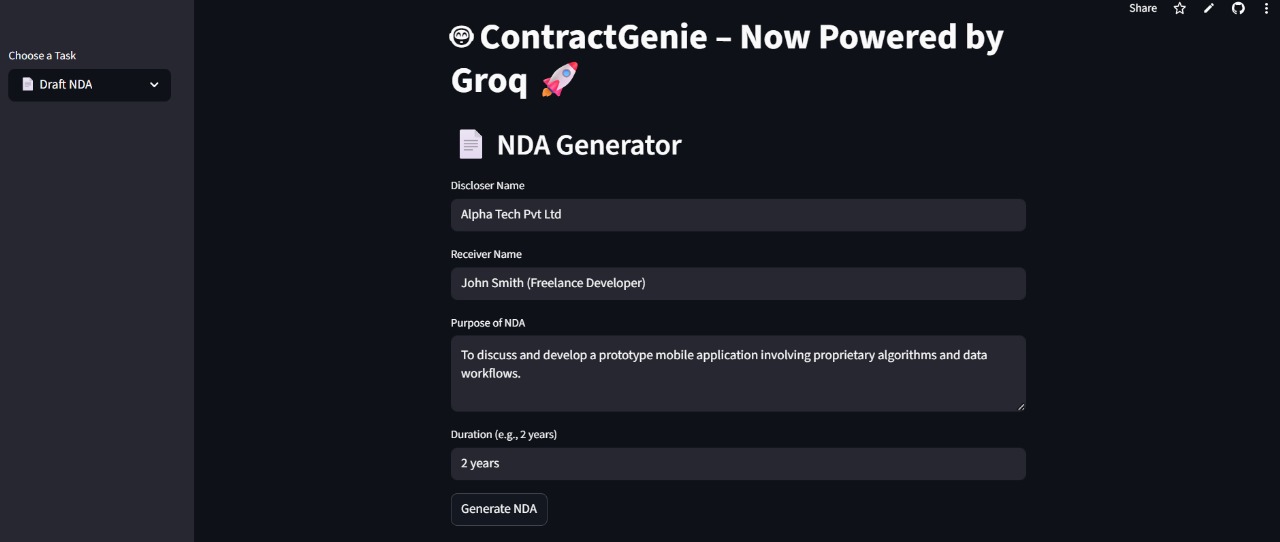 Share
Choose a Task
Draft NDA
ContractGenie – Now Powered by
Groq 🚀
NDA Generator
Discloser Name
Alpha Tech Pvt Ltd
Receiver Name
John Smith (Freelance Developer)
Purpose of NDA
To discuss and develop a prototype mobile application involving proprietary algorithms and data
workflows.
Duration (e.g., 2 years)
2 years
Generate NDA